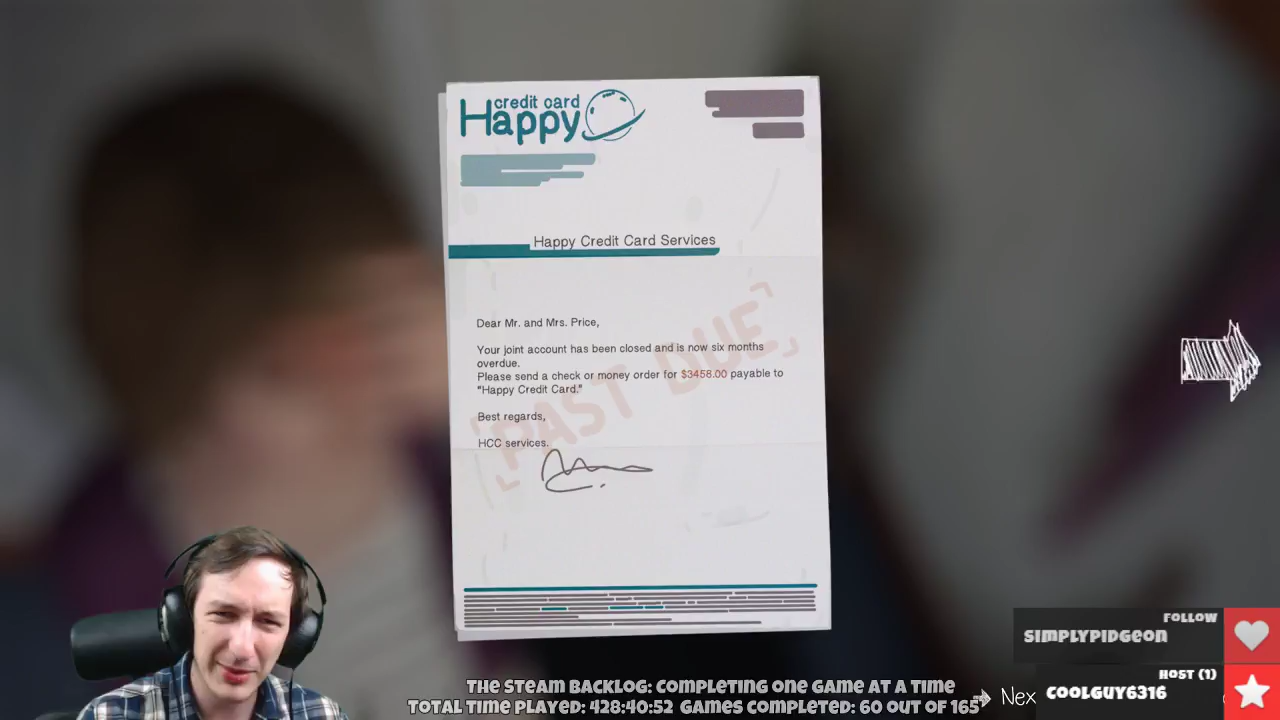 credit card
Happy
Happy Credit Card Services
Dear Mr. and Mrs. Price,
Your joint account has been closed and is now six months
overdue.
Please send a check or money order for $3458.00 payable to
"Happy Credit Card."
Best regards,
HCC services.
PAST DUE
FOLLOW
SIMPLYPIDGEON
HOST (1)
COOLGUY6316
THE STEAM BACKLOG: COMPLETING ONE GAME AT A TIME
TOTAL TIME PLAYED: 428:40:52 GAMES COMPLETED: 60 OUT OF 165
Nex